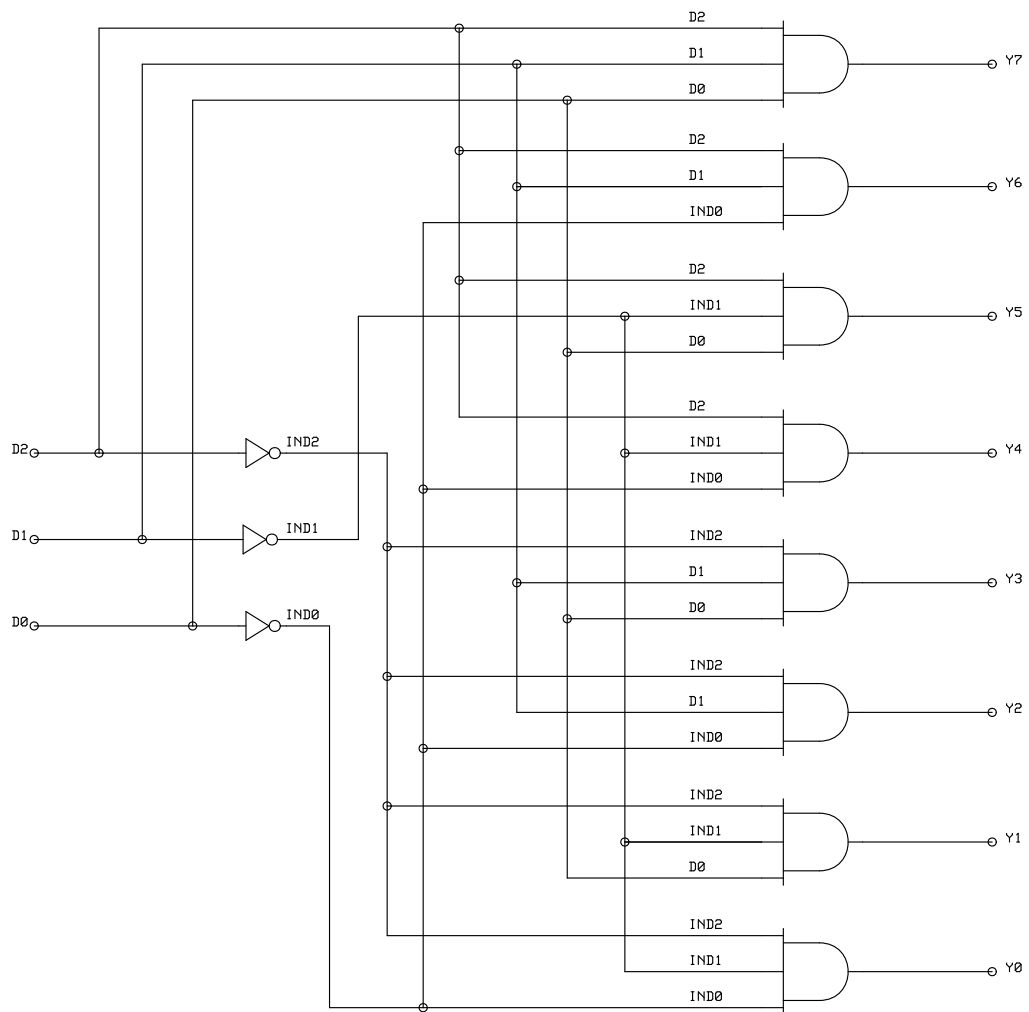 D2
D1 Y7
D0
D2
D1 Y6
IND0
D2
IND1 Y5
D0
D2
D2 IND2 IND1 Y4
IND0
D1 IND1 IND2
D1 Y3
D0 IND0 D0
IND2
D1 Y2
IND0
IND2
IND1 Y1
D0
IND2
IND1 Y0
IND0